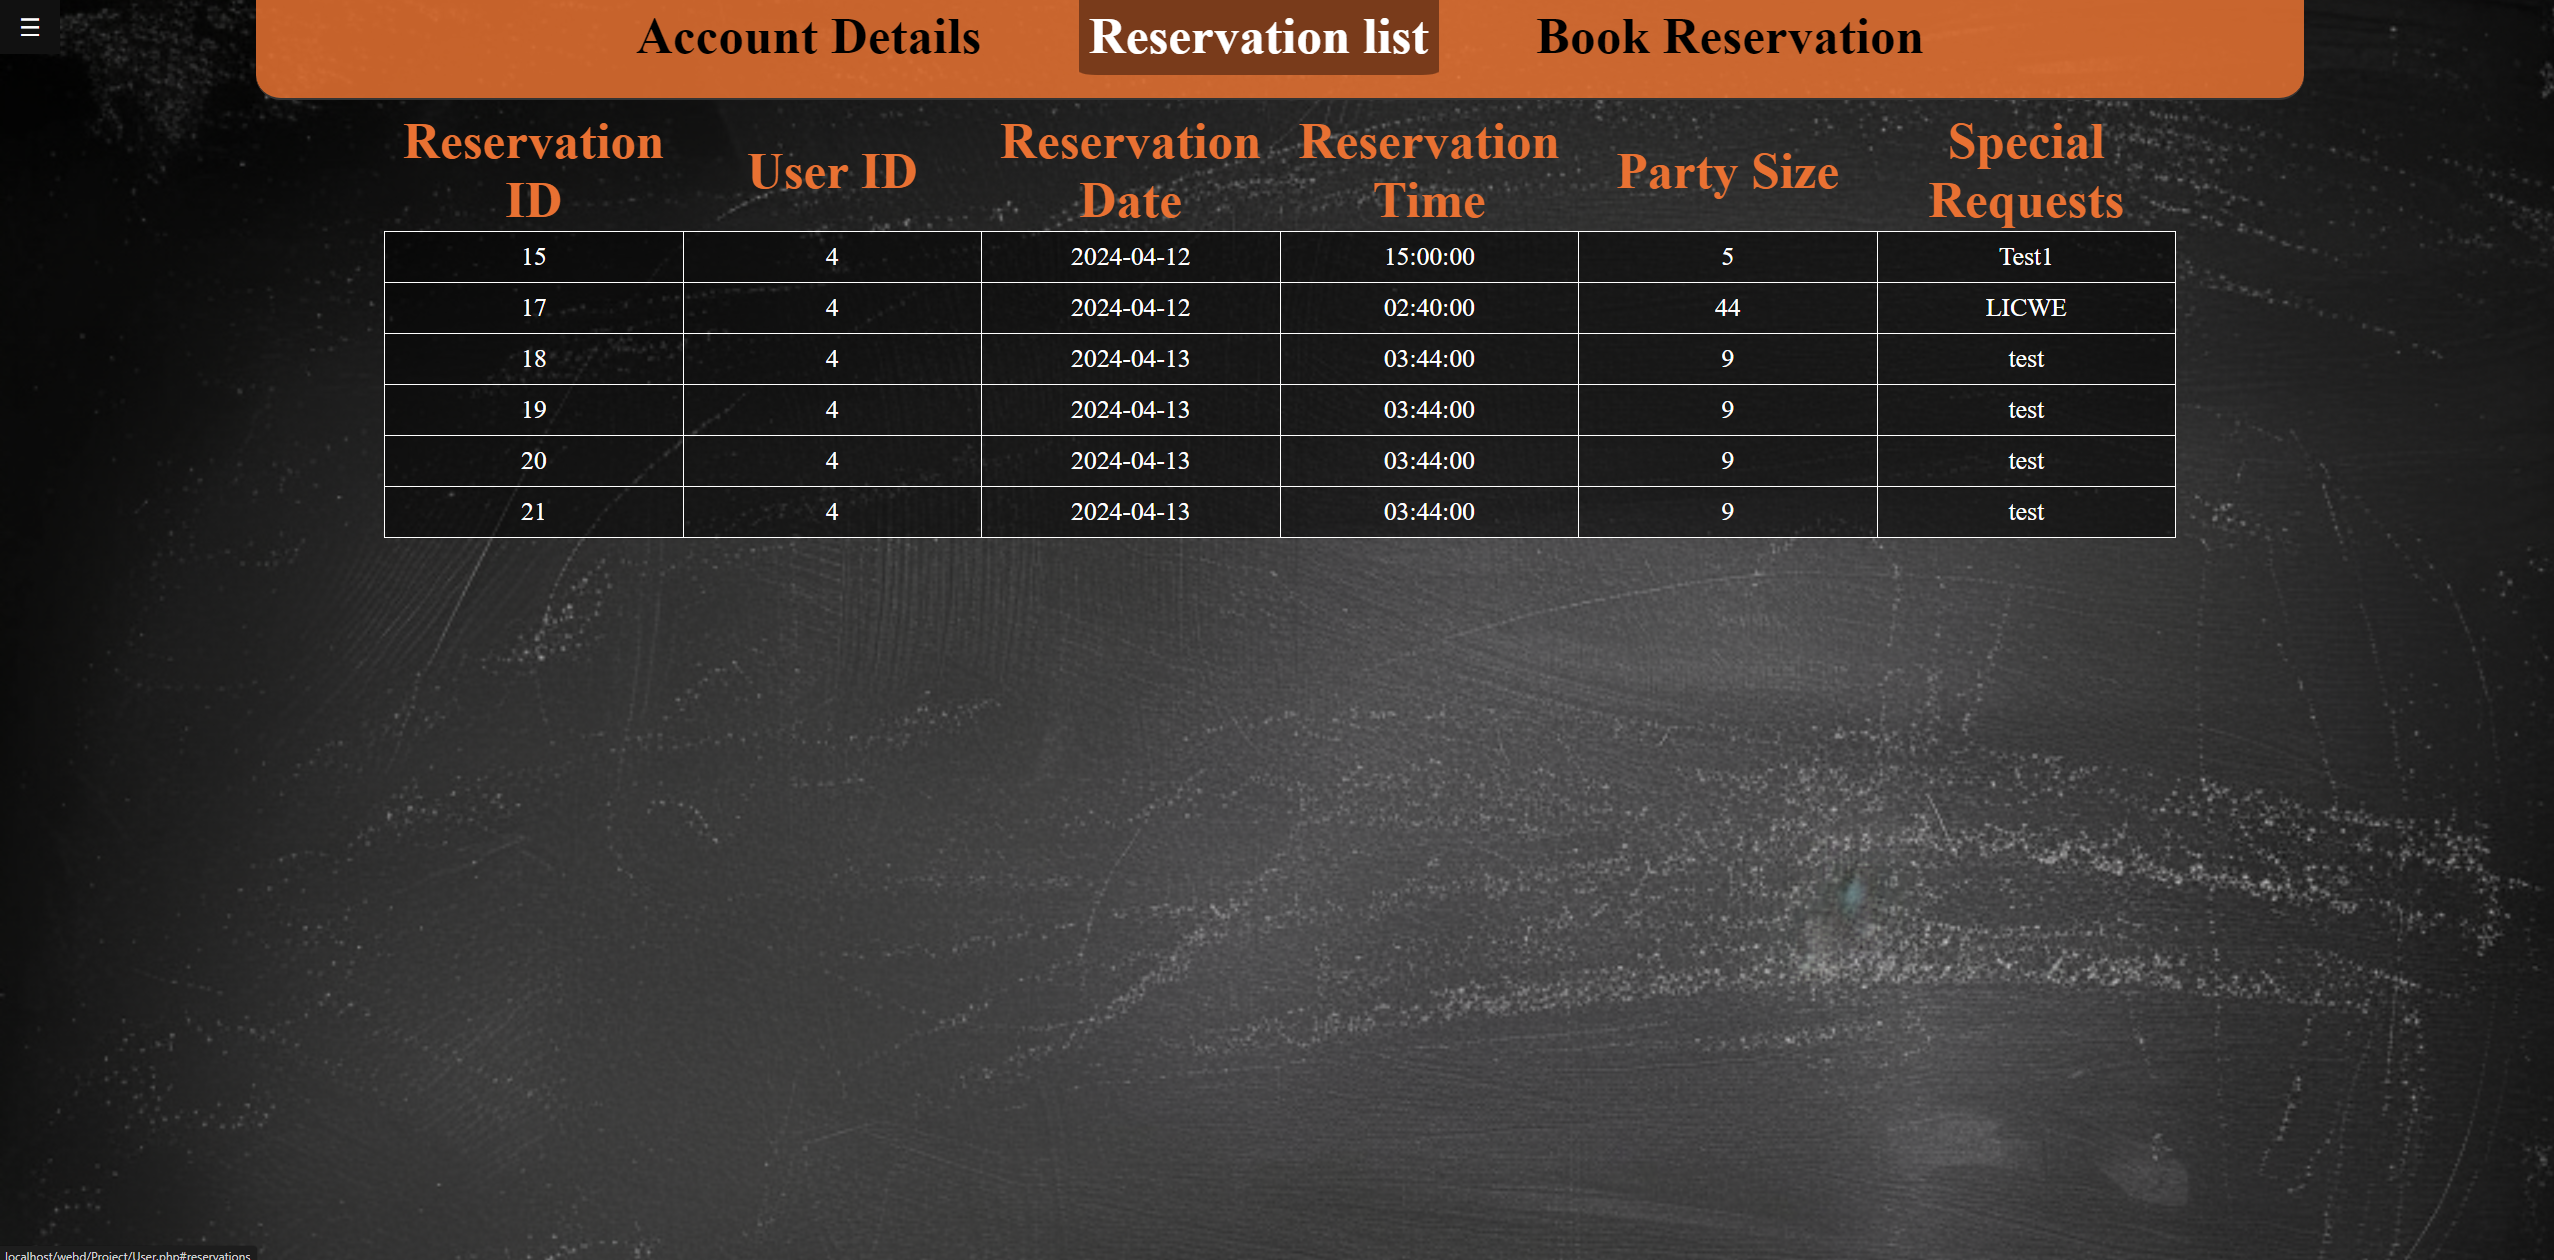 ☰
Account Details Reservation list Book Reservation
Reservation ID User ID Reservation Date Reservation Time Party Size Special Requests
15 4 2024-04-12 15:00:00 5 Test1
17 4 2024-04-12 02:40:00 44 LICWE
18 4 2024-04-13 03:44:00 9 test
19 4 2024-04-13 03:44:00 9 test
20 4 2024-04-13 03:44:00 9 test
21 4 2024-04-13 03:44:00 9 test
localhost/webd/Project/User.php#reservations